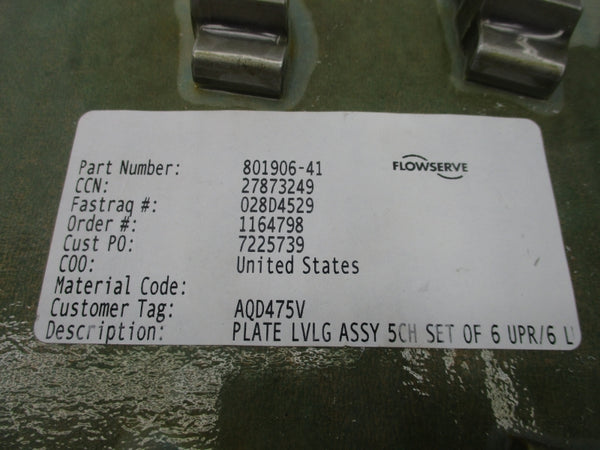 Part Number: 801906-41 FLOWSERVE
CCN: 27873249
Fastraq #: 028D4529
Order #: 1164798
Cust PO: 7225739
COO: United States
Material Code:
Customer Tag: AQD475V
Description: PLATE LVLG ASSY 5CH SET OF 6 UPR/6 L